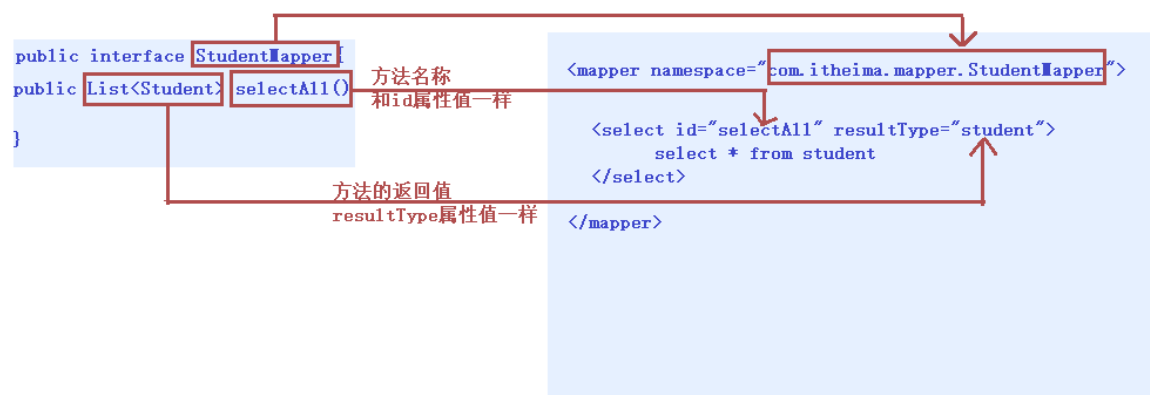 public interface StudentMapper{
public List<Student> selectAll()
}
方法名称
和id属性值一样
方法的返回值
resultType属性值一样
<mapper namespace="com.itheima.mapper.StudentMapper">
<select id="selectAll" resultType="student">
select * from student
</select>
</mapper>